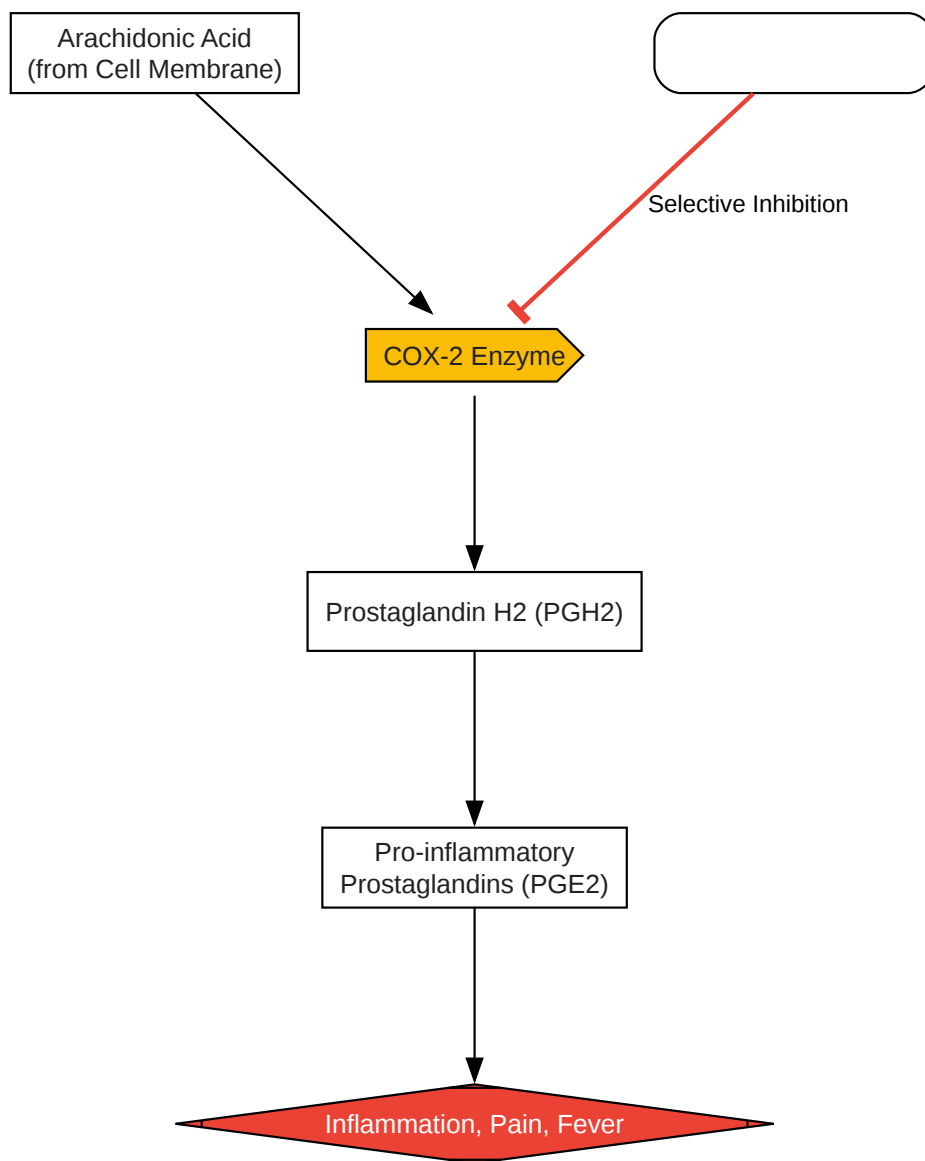 Arachidonic Acid
(from Cell Membrane)
Selective Inhibition
COX-2 Enzyme
Prostaglandin H2 (PGH2)
Pro-inflammatory
Prostaglandins (PGE2)
Inflammation, Pain, Fever